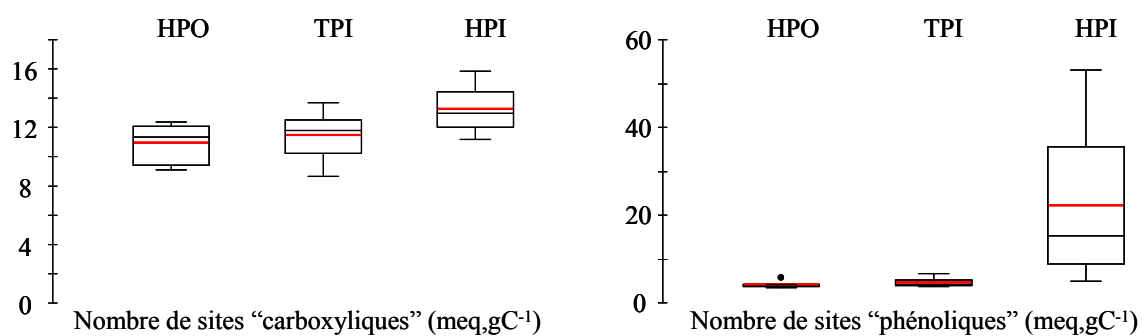 HPO TPI HPI
16
12
8
4
0
Nombre de sites “carboxyliques” (meq,gC-1)
HPO TPI HPI
60
40
20
0
Nombre de sites “phénoliques” (meq,gC-1)